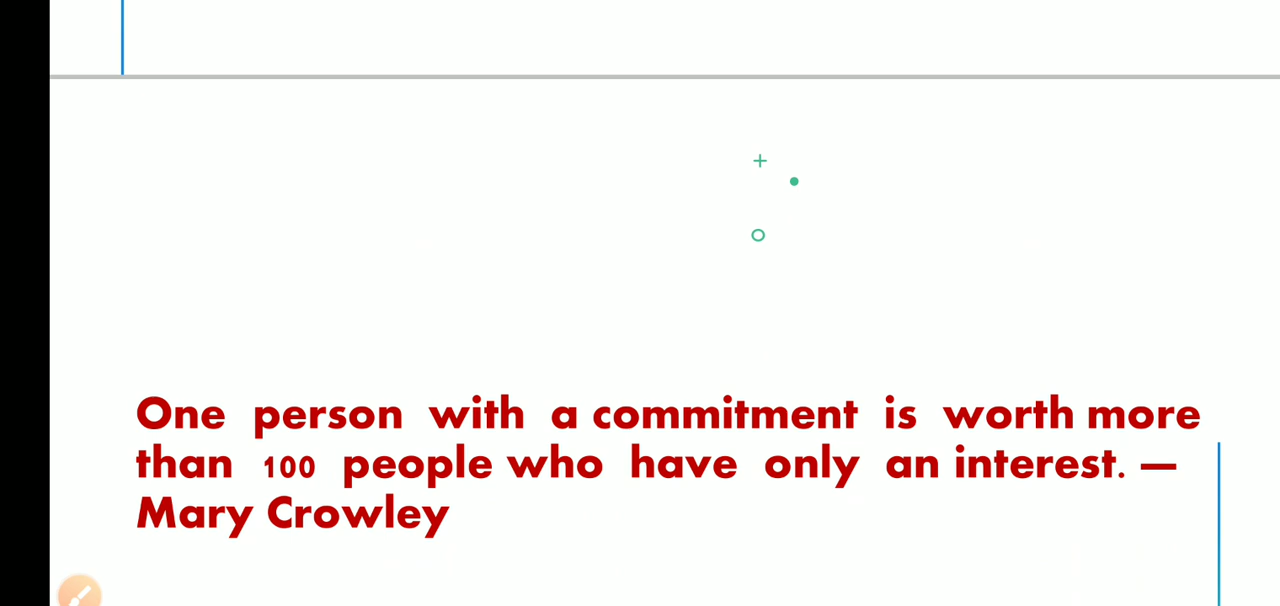 One person with a commitment is worth more
than 100 people who have only an interest. —
Mary Crowley